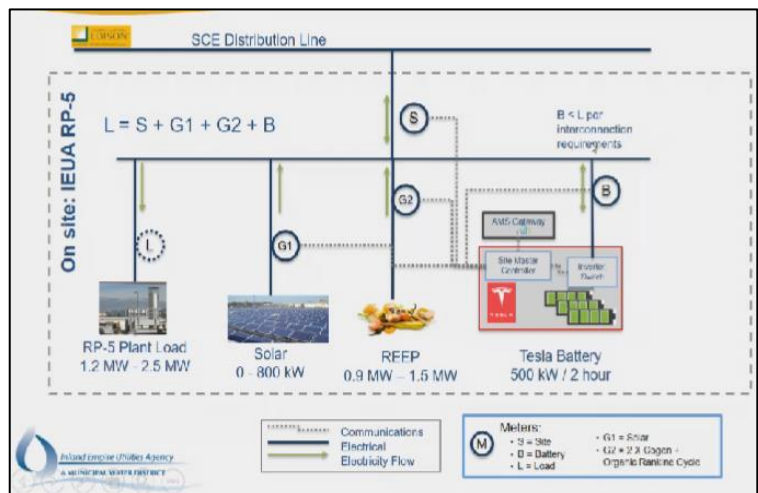 EDISON
SCE Distribution Line
On site: IEUA RP-5
L = S + G1 + G2 + B
S
B < L per
interconnection
requirements
G2
B
L
G1
AMS Gateway
Site Master
Controller
Inverter
TESLA
RP-5 Plant Load
1.2 MW - 2.5 MW
Solar
0 - 800 kW
REEP
0.9 MW – 1.5 MW
Tesla Battery
500 kW / 2 hour
Inland Empire Utilities Agency
A MUNICIPAL WATER DISTRICT
Communications
Electrical
Electricity Flow
M
Meters:
• S = Site
• B = Battery
• L = Load
• G1 = Solar
• G2 = 2 X Cogen +
Organic Rankine Cycle